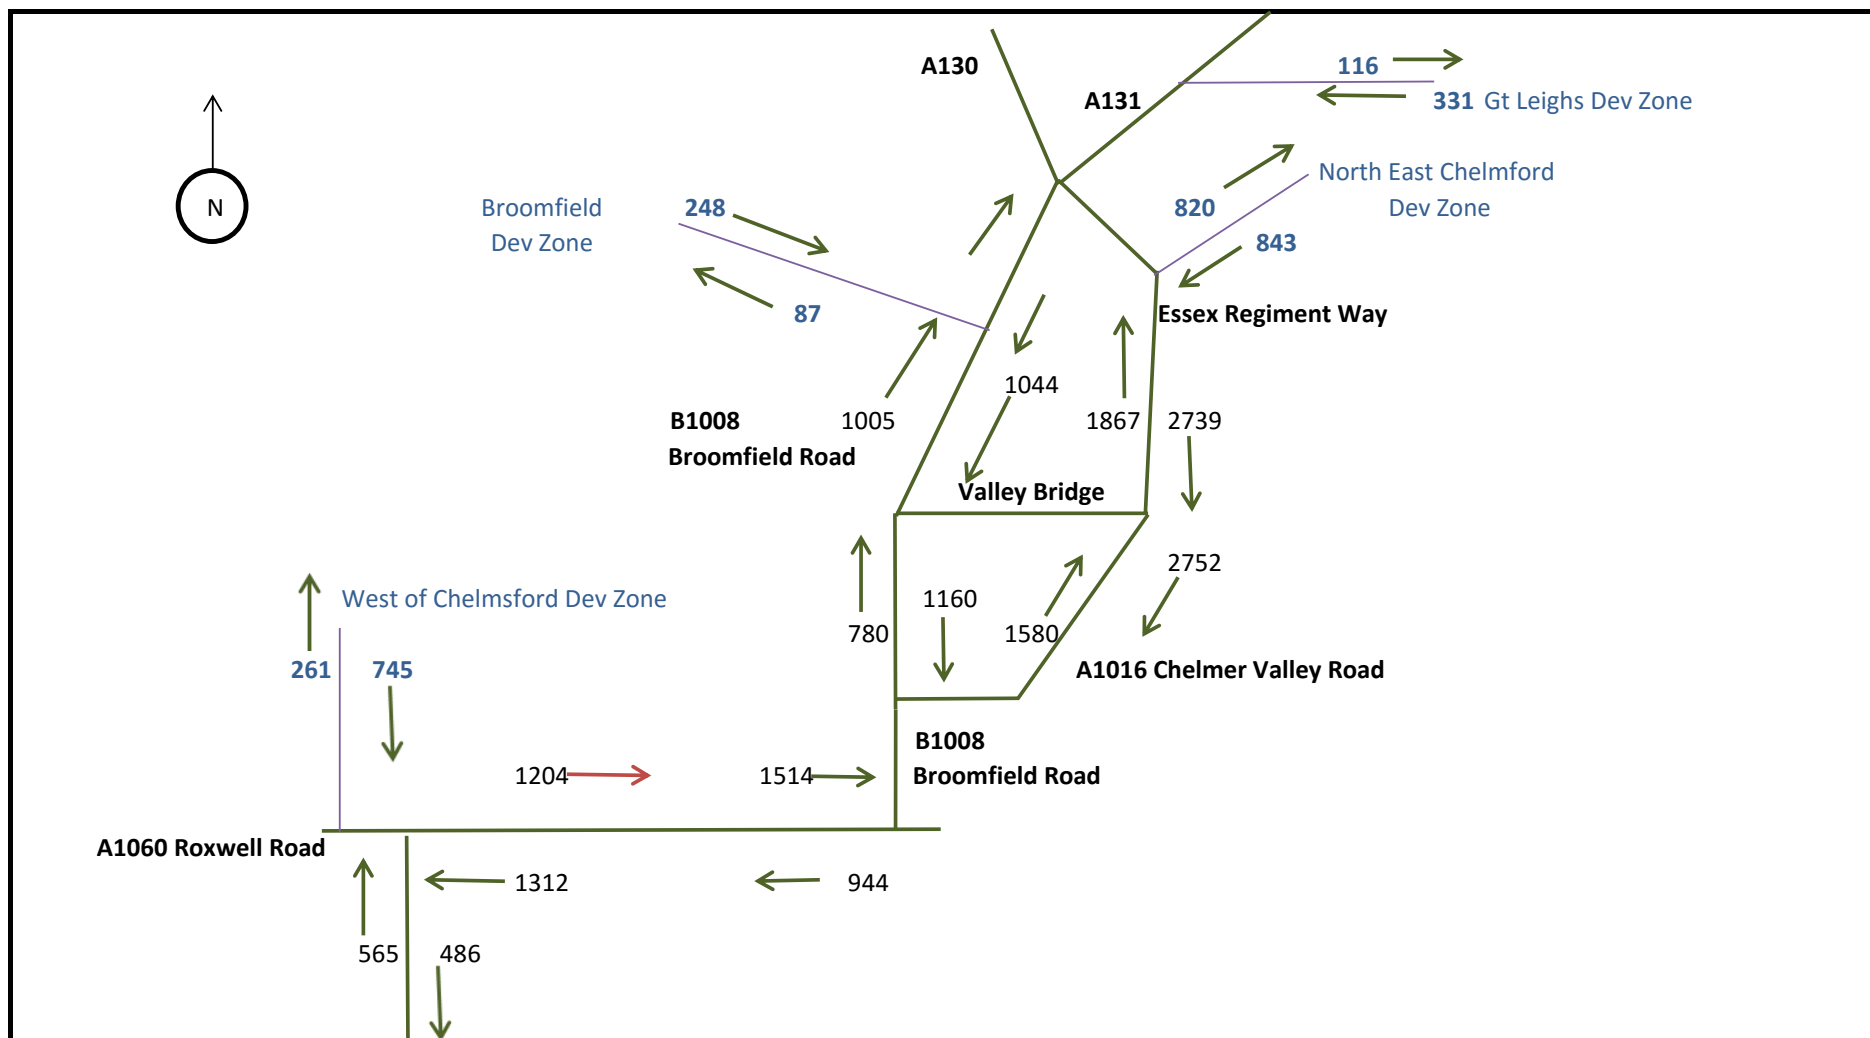 A130
116
A131
331 Gt Leighs Dev Zone
North East Chelmford
Dev Zone
N
Broomfield
Dev Zone
248
820
843
87
Essex Regiment Way
1044
B1008
Broomfield Road
1005
1867
2739
Valley Bridge
2752
West of Chelmsford Dev Zone
1160
780
1580
261
745
A1016 Chelmer Valley Road
B1008
Broomfield Road
1204
1514
A1060 Roxwell Road
1312
944
565
486